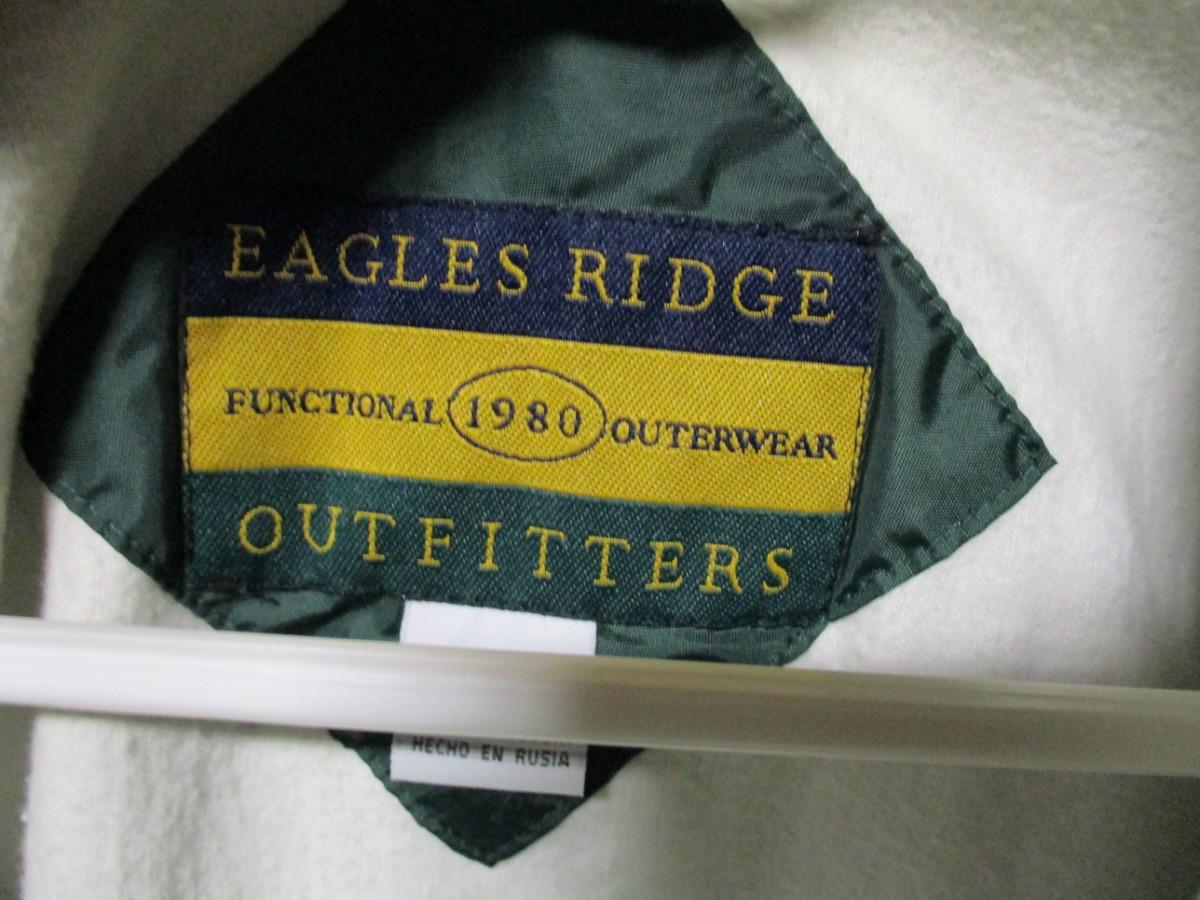 EAGLES RIDGE
FUNCTIONAL 1980 OUTERWEAR
OUTFITTERS
HECHO EN RUSIA